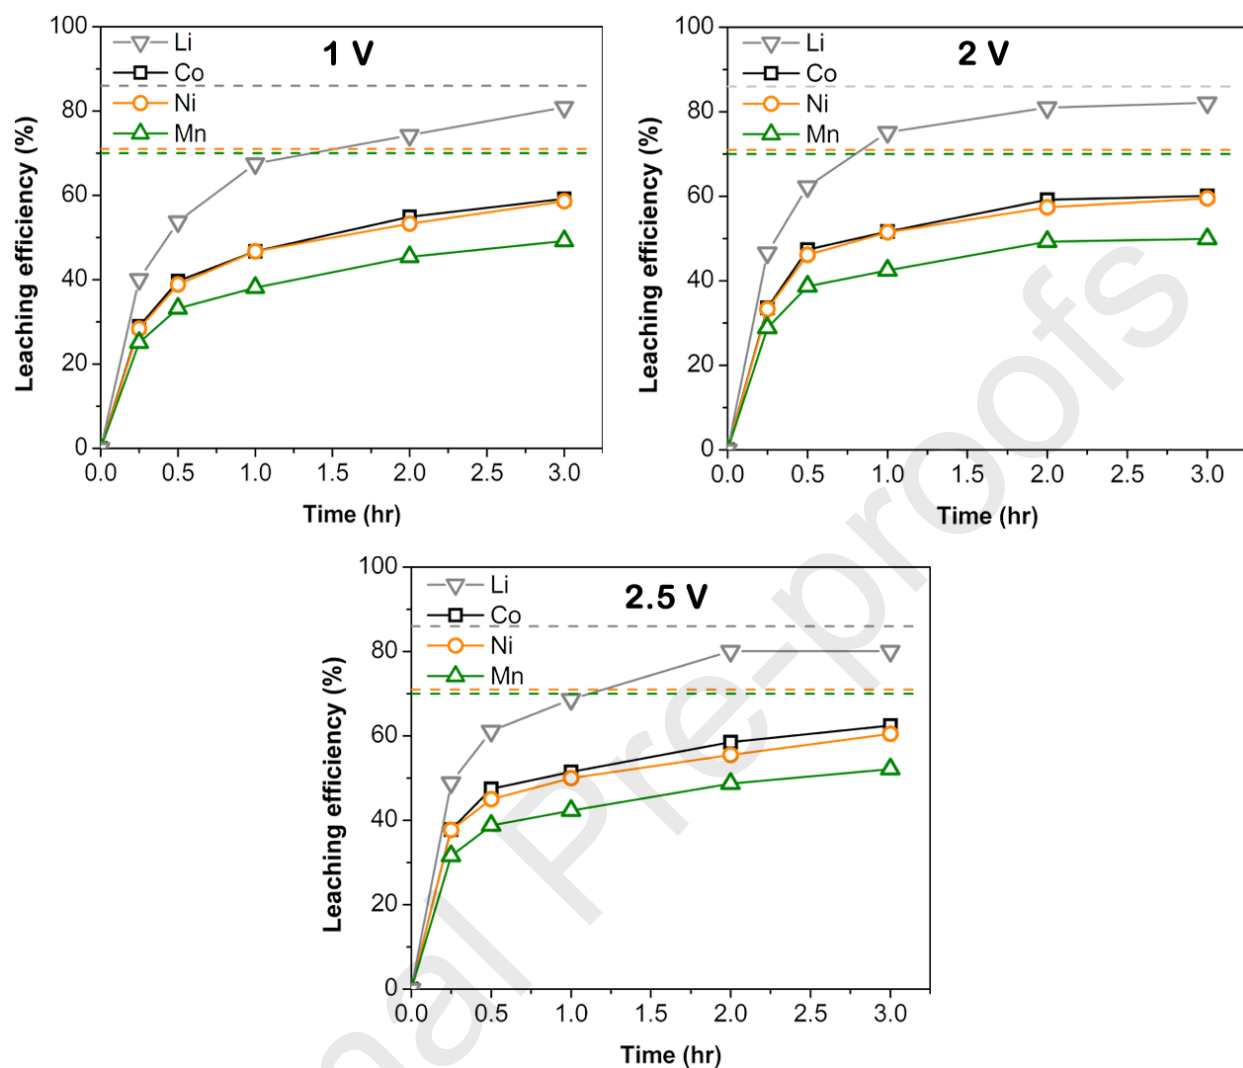 1 V
Li
Co
Ni
Mn
100
80
60
40
20
0
Leaching efficiency (%)
0.0 0.5 1.0 1.5 2.0 2.5 3.0
Time (hr)
2 V
Li
Co
Ni
Mn
100
80
60
40
20
0
Leaching efficiency (%)
0.0 0.5 1.0 1.5 2.0 2.5 3.0
Time (hr)
2.5 V
Li
Co
Ni
Mn
100
80
60
40
20
0
Leaching efficiency (%)
0.0 0.5 1.0 1.5 2.0 2.5 3.0
Time (hr)
nal Pre-proofs